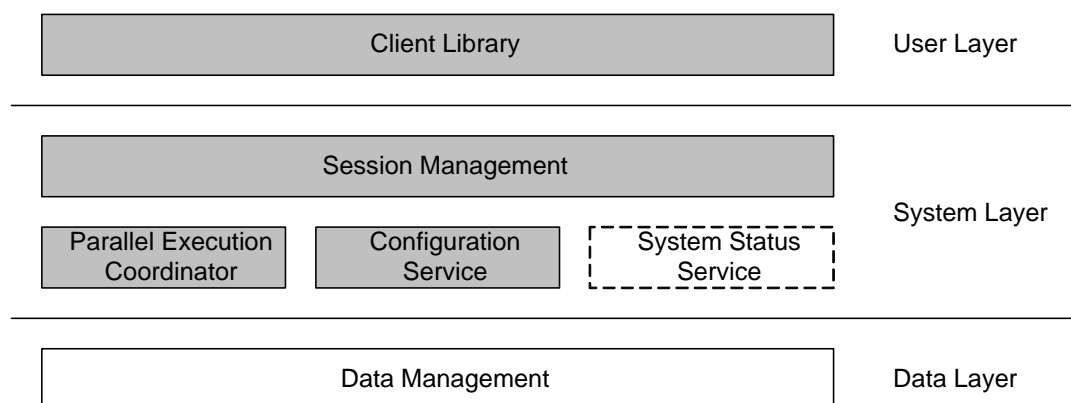 Client Library
User Layer
Session Management
System Layer
Parallel Execution
Coordinator
Configuration
Service
System Status
Service
Data Management
Data Layer